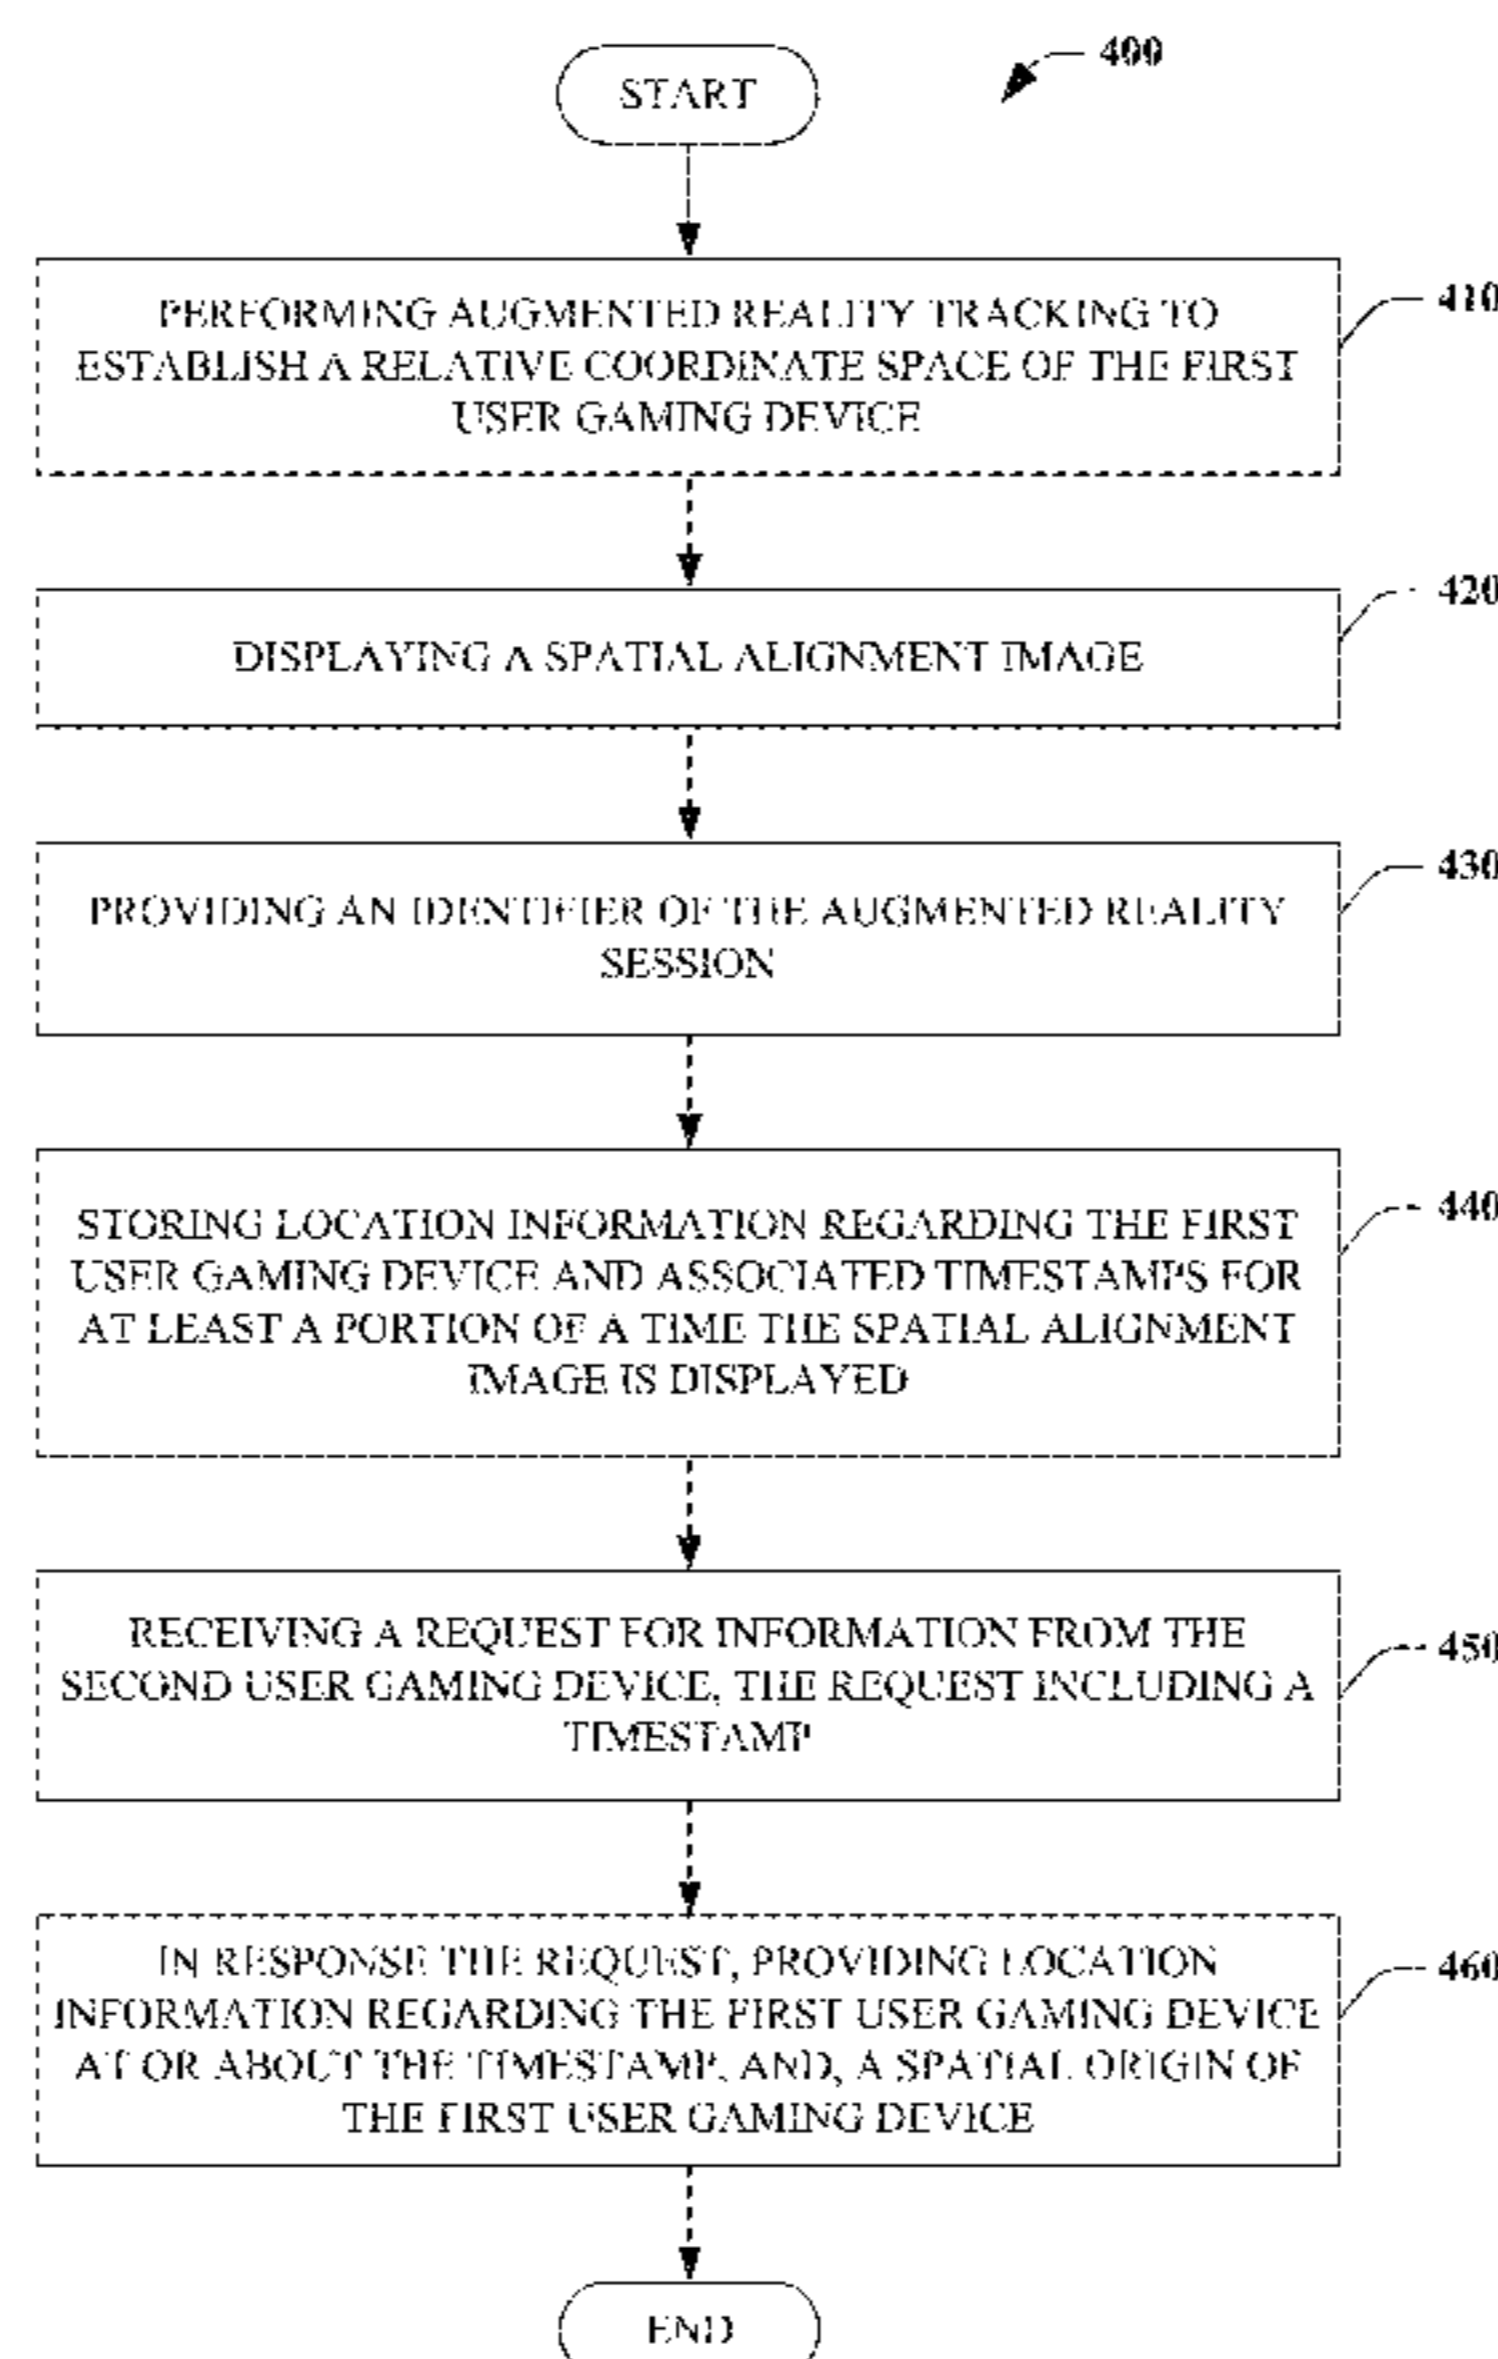 400
START
410
PERFORMING AUGMENTED REALITY TRACKING TO
ESTABLISH A RELATIVE COORDINATE SPACE OF THE FIRST
USER GAMING DEVICE
420
DISPLAYING A SPATIAL ALIGNMENT IMAGE
430
PROVIDING AN IDENTIFIER OF THE AUGMENTED REALITY
SESSION
440
STORING LOCATION INFORMATION REGARDING THE FIRST
USER GAMING DEVICE AND ASSOCIATED TIMESTAMPS FOR
AT LEAST A PORTION OF A TIME THE SPATIAL ALIGNMENT
IMAGE IS DISPLAYED
450
RECEIVING A REQUEST FOR INFORMATION FROM THE
SECOND USER GAMING DEVICE, THE REQUEST INCLUDING A
TIMESTAMP
460
IN RESPONSE THE REQUEST, PROVIDING LOCATION
INFORMATION REGARDING THE FIRST USER GAMING DEVICE
AT OR ABOUT THE TIMESTAMP, AND, A SPATIAL ORIGIN OF
THE FIRST USER GAMING DEVICE
END